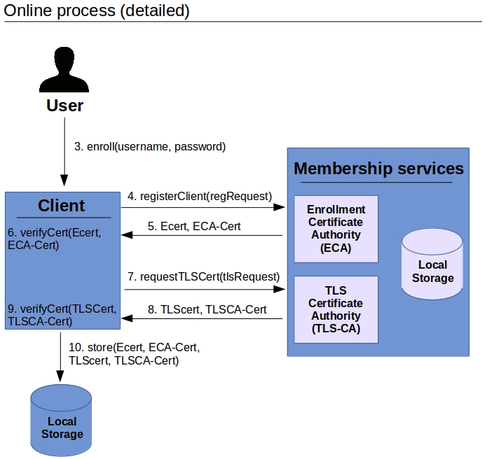 Online process (detailed)
User
3. enroll(username, password)
Membership services
Client
4. registerClient(regRequest)
Enrollment
Certificate
Authority
(ECA)
5. Ecert, ECA-Cert
6. verifyCert(Ecert,
ECA-Cert)
Local
Storage
7. requestTLSCert(tlsRequest)
TLS
Certificate
Authority
(TLS-CA)
8. TLScert, TLSCA-Cert
9. verifyCert(TLSCert,
TLSCA-Cert)
10. store(Ecert, ECA-Cert,
TLScert, TLSCA-Cert)
Local
Storage